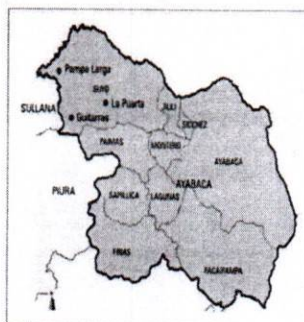 Pampa Larga
SUYO
La Puerta
JILILI
SULLANA
Guitarras
SICCHEZ
PAIMAS
MONTERO
AYABACA
PIURA
AYABACA
SAPILLICA
LAGUNAS
FRIAS
PACAIPAMPA